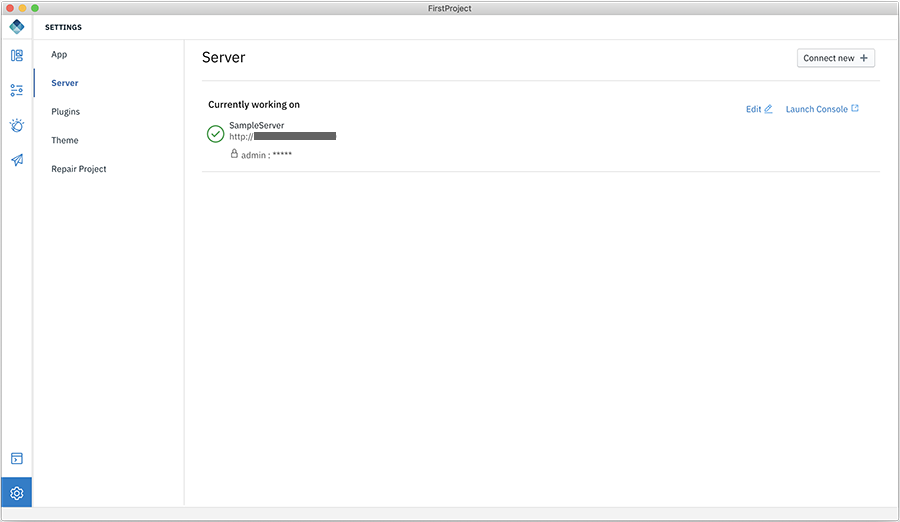 FirstProject
SETTINGS
App
Server
Plugins
Theme
Repair Project
Server
Connect new
Currently working on
Edit
Launch Console
SampleServer
http://
admin : *****